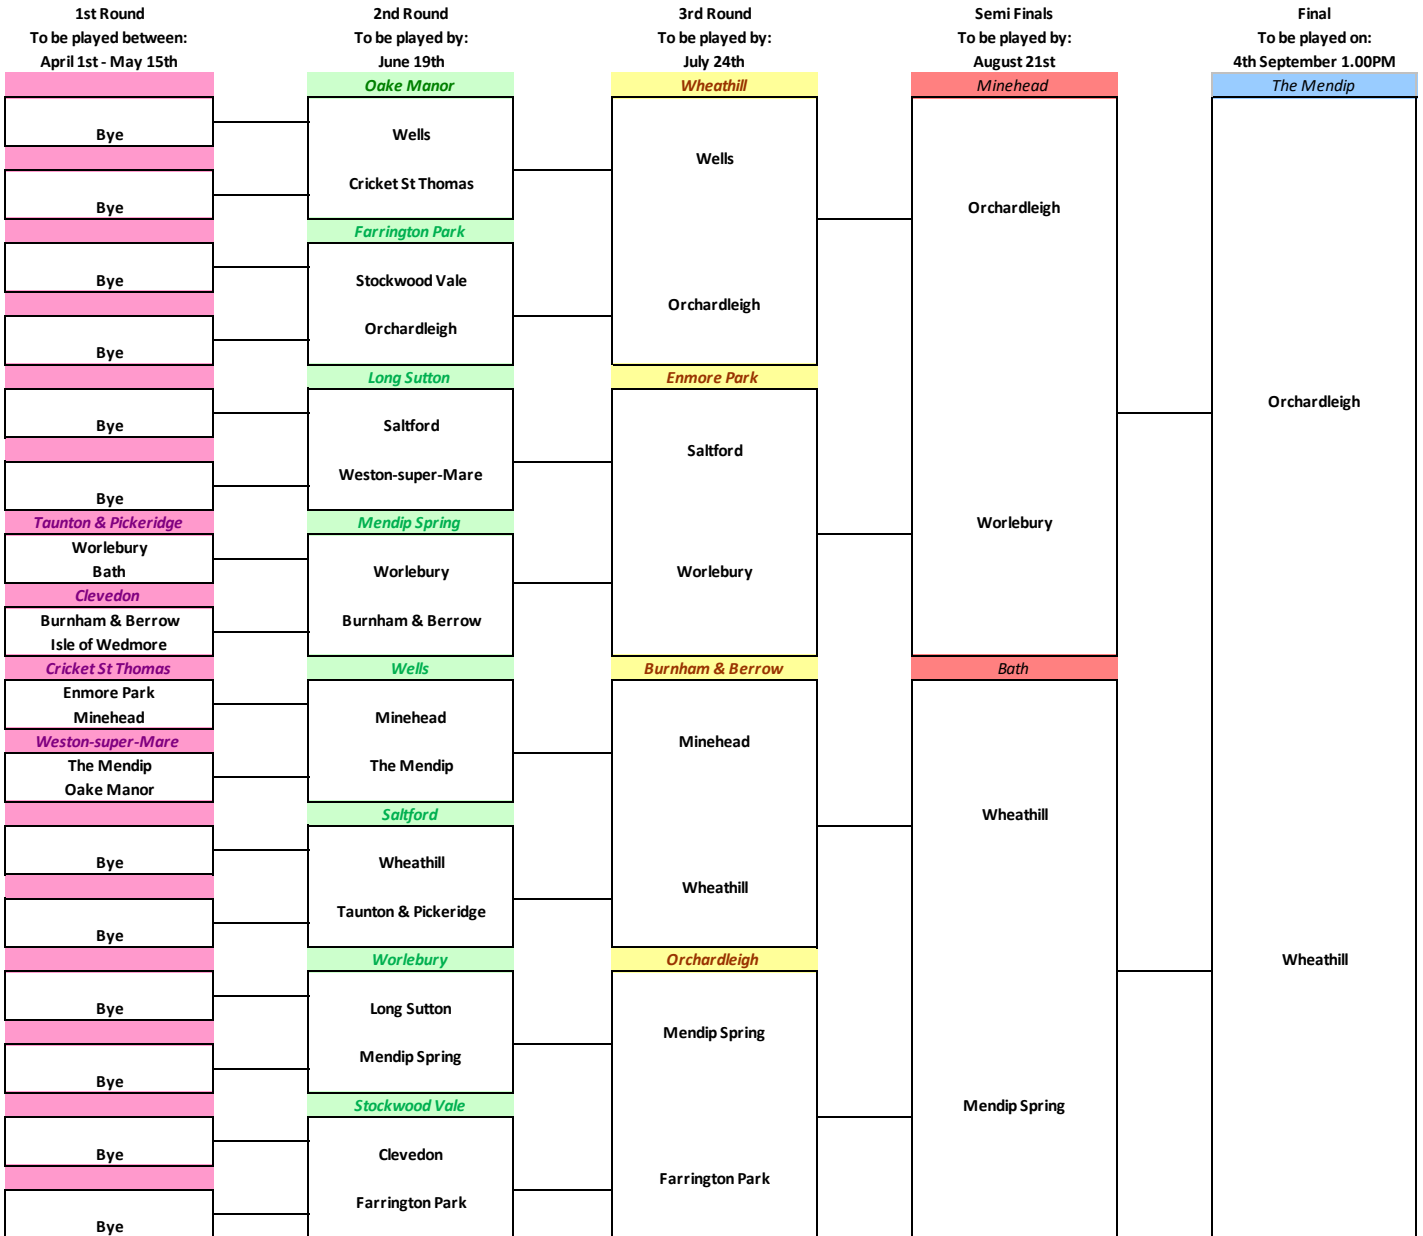 1st Round
To be played between:
April 1st - May 15th
Bye
Bye
Bye
Bye
Bye
Bye
Taunton & Pickeridge
Worlebury
Bath
Clevedon
Burnham & Berrow
Isle of Wedmore
Cricket St Thomas
Enmore Park
Minehead
Weston-super-Mare
The Mendip
Oake Manor
Bye
Bye
Bye
Bye
Bye
Bye
2nd Round
To be played by:
June 19th
Oake Manor
Wells
Cricket St Thomas
Farrington Park
Stockwood Vale
Orchardleigh
Long Sutton
Saltford
Weston-super-Mare
Mendip Spring
Worlebury
Burnham & Berrow
Wells
Minehead
The Mendip
Saltford
Wheathill
Taunton & Pickeridge
Worlebury
Long Sutton
Mendip Spring
Stockwood Vale
Clevedon
Farrington Park
3rd Round
To be played by:
July 24th
Wheathill
Wells
Orchardleigh
Enmore Park
Saltford
Worlebury
Burnham & Berrow
Minehead
Wheathill
Orchardleigh
Mendip Spring
Farrington Park
Semi Finals
To be played by:
August 21st
Minehead
Orchardleigh
Worlebury
Bath
Wheathill
Mendip Spring
Final
To be played on:
4th September 1.00PM
The Mendip
Orchardleigh
Wheathill